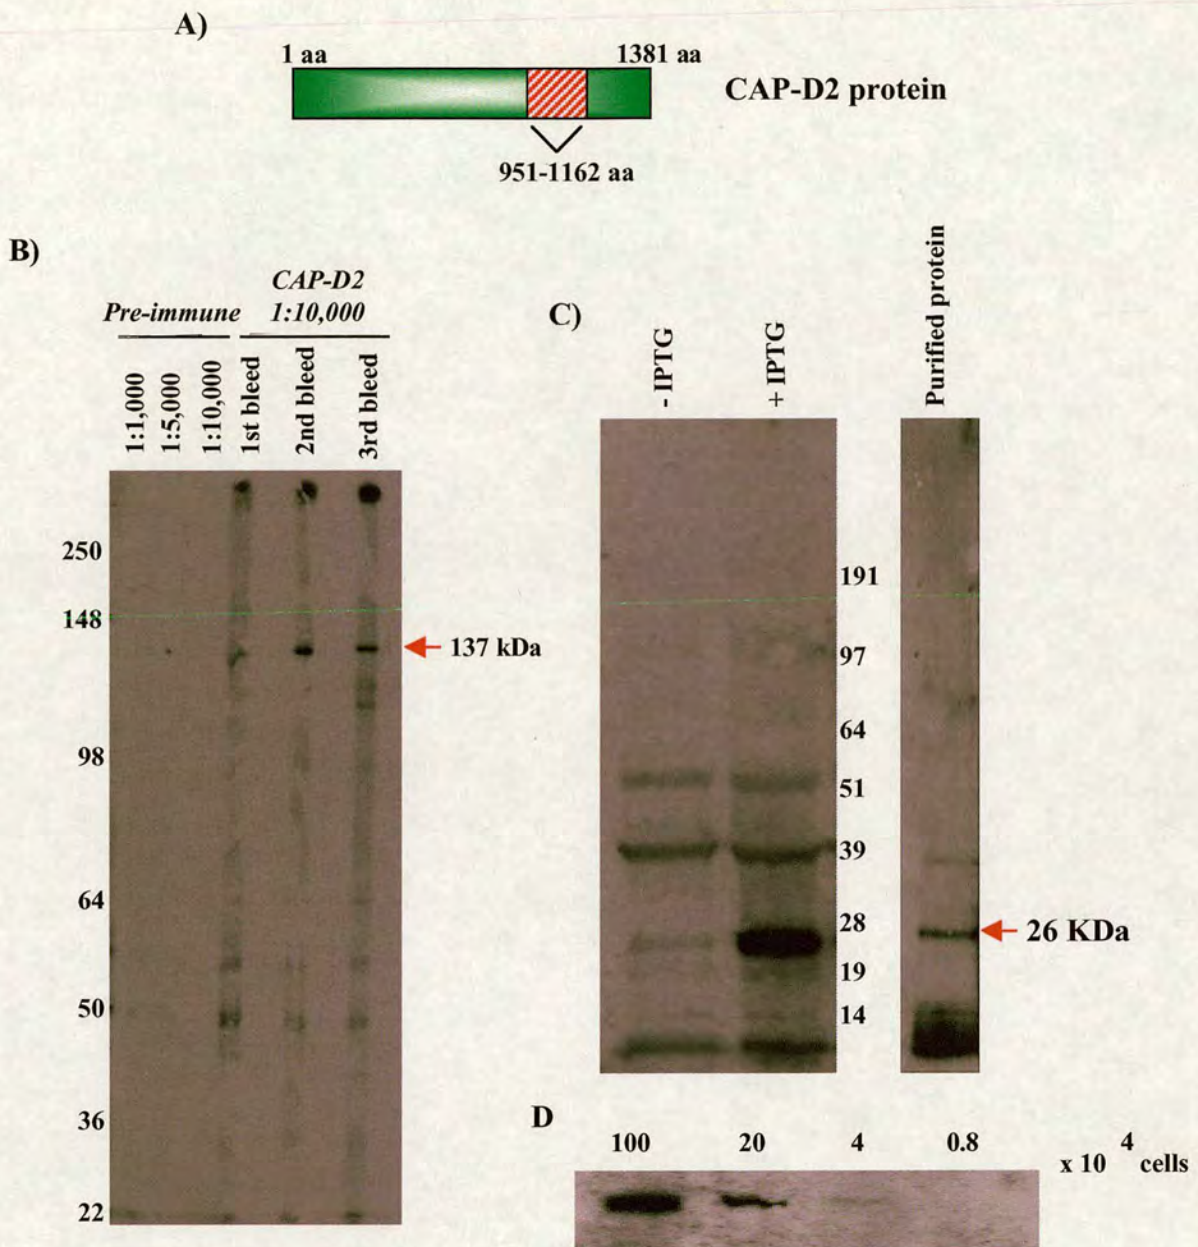 A)
1 aa 1381 aa
CAP-D2 protein
951-1162 aa
B)
Pre-immune
CAP-D2
1:10,000
1:1,000
1:5,000
1:10,000
1st bleed
2nd bleed
3rd bleed
250
148
98
64
50
36
22
137 kDa
C)
- IPTG
+ IPTG
Purified protein
191
97
64
51
39
28
19
14
26 KDa
D
100 20 4 0.8
x 10 4 cells